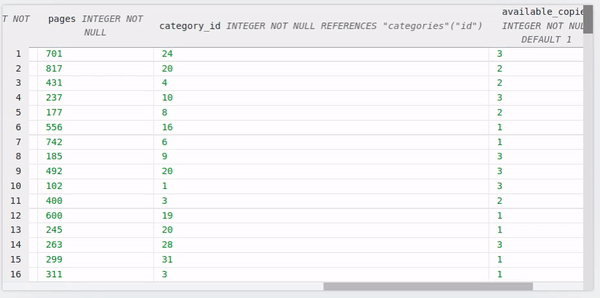 T NOT pages INTEGER NOT NULL category_id INTEGER NOT NULL REFERENCES "categories"("id") available_copie INTEGER NOT NUL DEFAULT 1
1 701 24 3
2 817 20 2
3 431 4 2
4 237 10 3
5 177 8 2
6 556 16 1
7 742 6 1
8 185 9 3
9 492 20 3
10 102 1 3
11 400 3 2
12 600 19 1
13 245 20 1
14 263 28 3
15 299 31 1
16 311 3 1